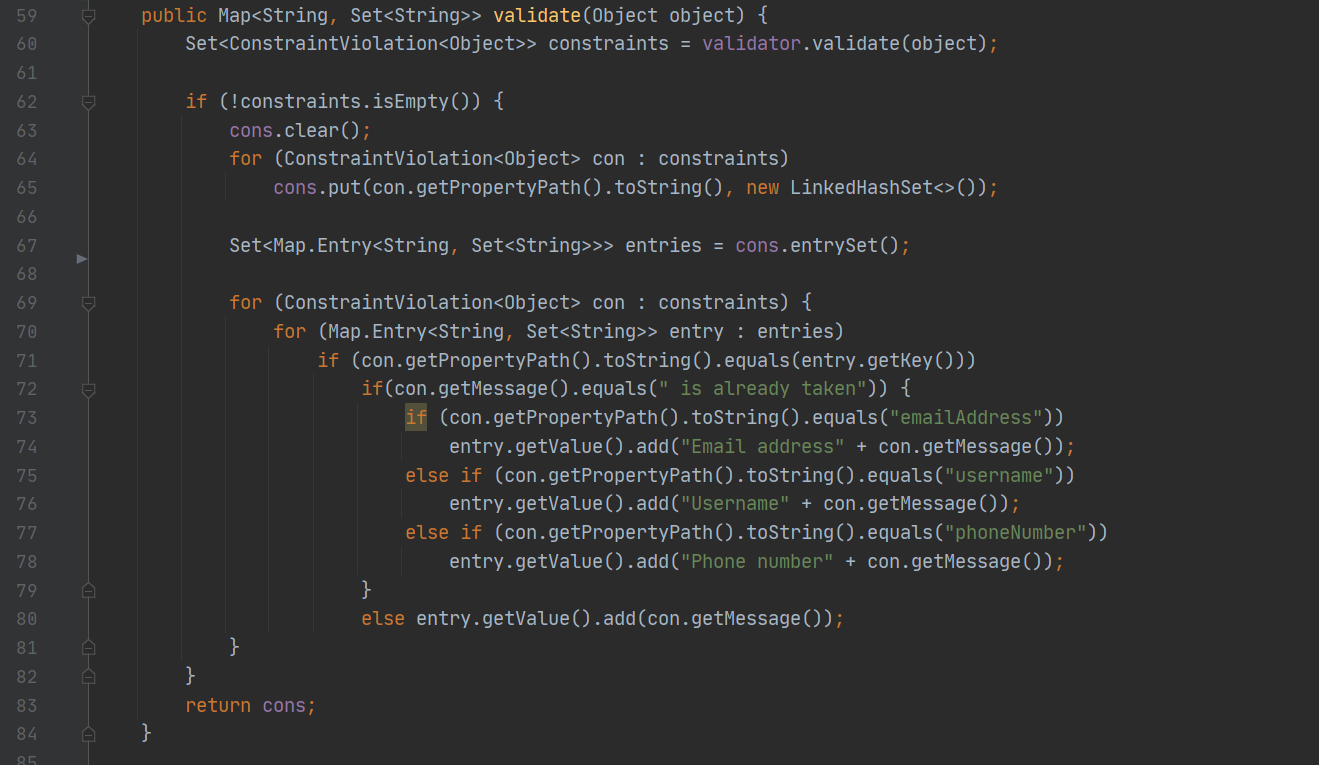 59 public Map<String, Set<String>> validate(Object object) {
60 Set<ConstraintViolation<Object>> constraints = validator.validate(object);
61
62 if (!constraints.isEmpty()) {
63 cons.clear();
64 for (ConstraintViolation<Object> con : constraints)
65 cons.put(con.getPropertyPath().toString(), new LinkedHashSet<>());
66
67 Set<Map.Entry<String, Set<String>>> entries = cons.entrySet();
68
69 for (ConstraintViolation<Object> con : constraints) {
70 for (Map.Entry<String, Set<String>> entry : entries)
71 if (con.getPropertyPath().toString().equals(entry.getKey()))
72 if(con.getMessage().equals(" is already taken")) {
73 if (con.getPropertyPath().toString().equals("emailAddress"))
74 entry.getValue().add("Email address" + con.getMessage());
75 else if (con.getPropertyPath().toString().equals("username"))
76 entry.getValue().add("Username" + con.getMessage());
77 else if (con.getPropertyPath().toString().equals("phoneNumber"))
78 entry.getValue().add("Phone number" + con.getMessage());
79 }
80 else entry.getValue().add(con.getMessage());
81 }
82 }
83 return cons;
84 }
85